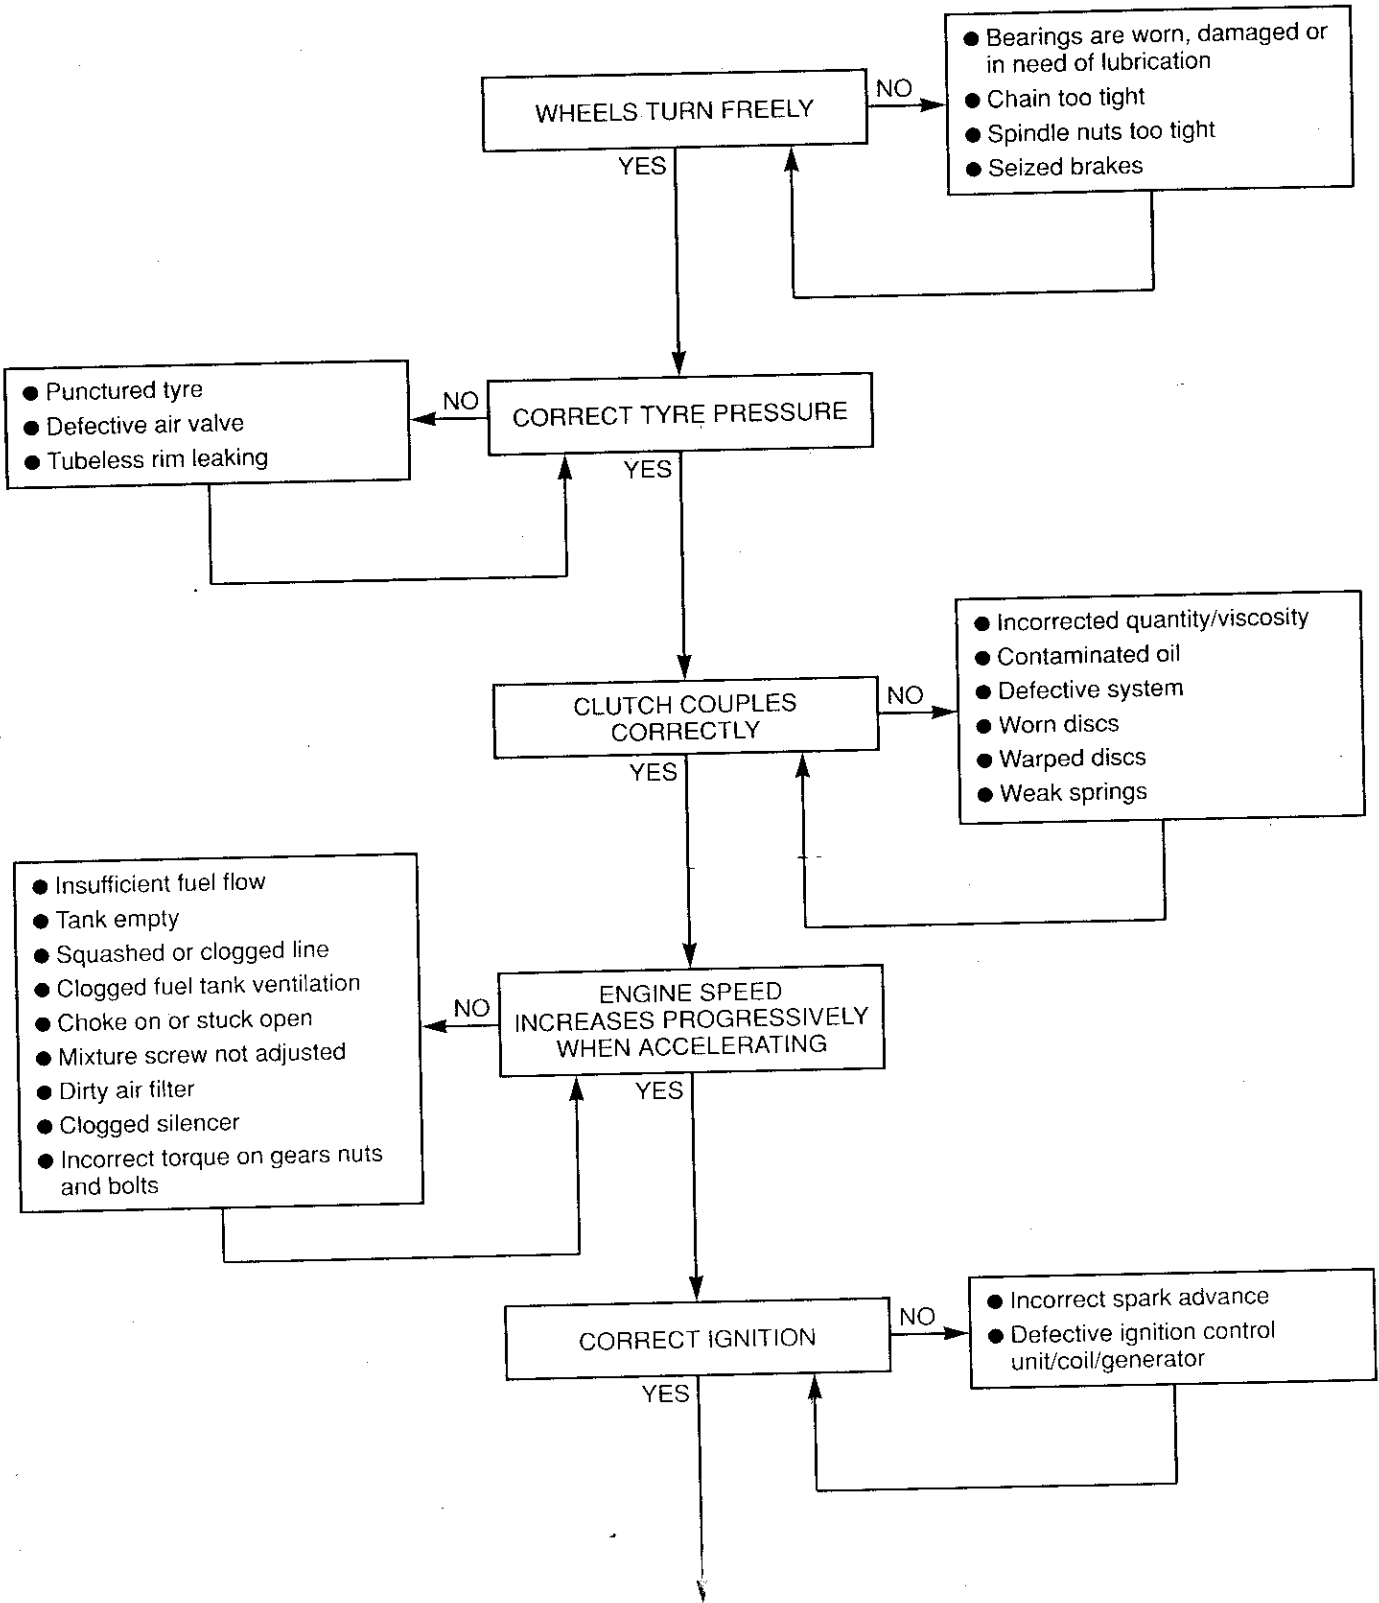 WHEELS TURN FREELY
NO
● Bearings are worn, damaged or
in need of lubrication
● Chain too tight
● Spindle nuts too tight
● Seized brakes
YES
CORRECT TYRE PRESSURE
NO
● Punctured tyre
● Defective air valve
● Tubeless rim leaking
YES
CLUTCH COUPLES
CORRECTLY
NO
● Incorrected quantity/viscosity
● Contaminated oil
● Defective system
● Worn discs
● Warped discs
● Weak springs
YES
ENGINE SPEED
INCREASES PROGRESSIVELY
WHEN ACCELERATING
NO
● Insufficient fuel flow
● Tank empty
● Squashed or clogged line
● Clogged fuel tank ventilation
● Choke on or stuck open
● Mixture screw not adjusted
● Dirty air filter
● Clogged silencer
● Incorrect torque on gears nuts
and bolts
YES
CORRECT IGNITION
NO
● Incorrect spark advance
● Defective ignition control
unit/coil/generator
YES